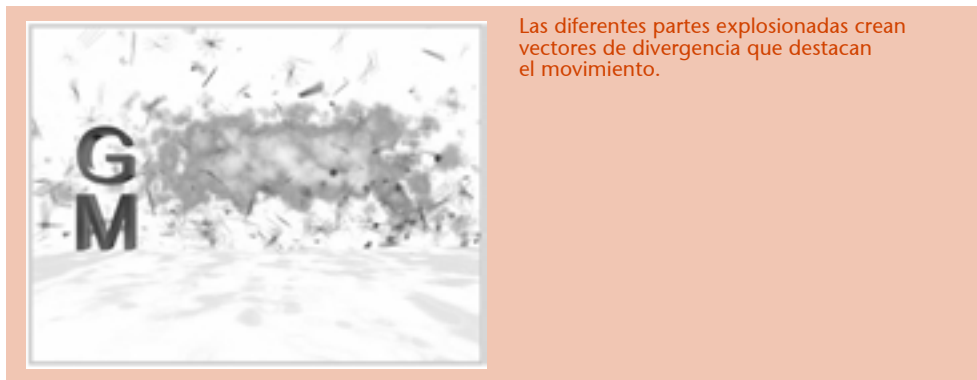 Las diferentes partes explosionadas crean
vectores de divergencia que destacan
el movimiento.
G
M